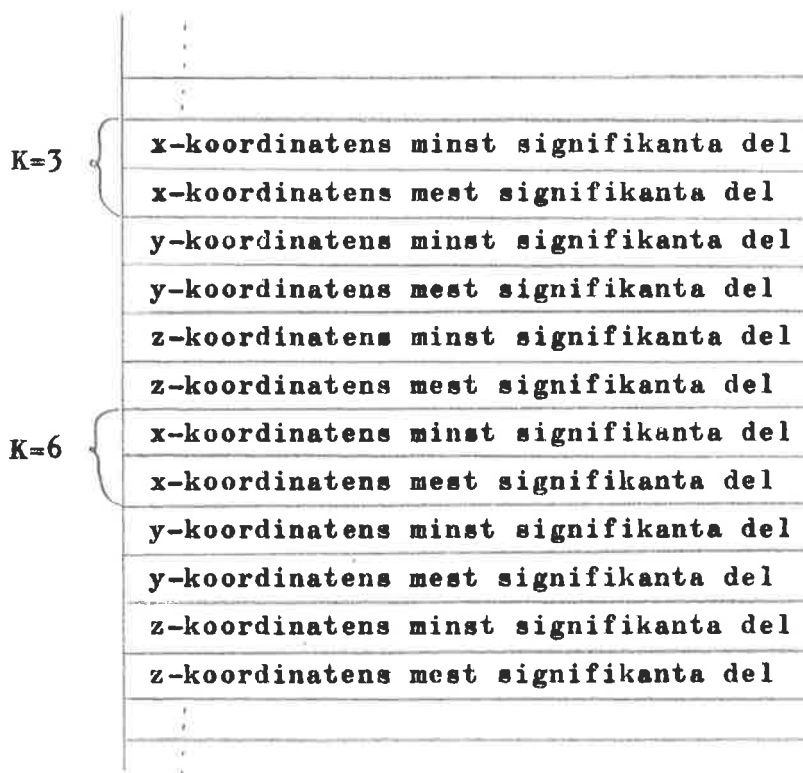 x-koordinatens minst signifikanta del
K=3
x-koordinatens mest signifikanta del
y-koordinatens minst signifikanta del
y-koordinatens mest signifikanta del
z-koordinatens minst signifikanta del
z-koordinatens mest signifikanta del
x-koordinatens minst signifikanta del
K=6
x-koordinatens mest signifikanta del
y-koordinatens minst signifikanta del
y-koordinatens mest signifikanta del
z-koordinatens minst signifikanta del
z-koordinatens mest signifikanta del